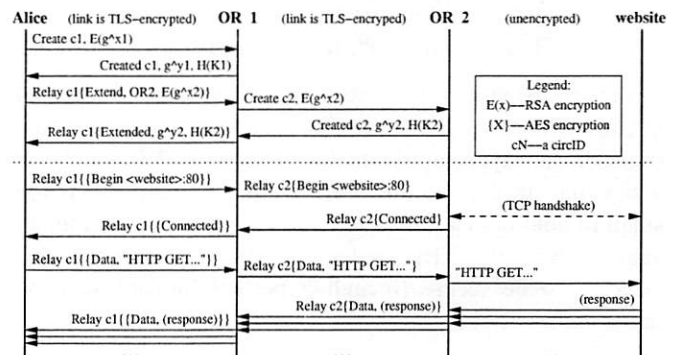 Alice (link is TLS-encrypted) OR 1 (link is TLS-encrypted) OR 2 (unencrypted) website
Create c1, E(g^x1)
Created c1, g^y1, H(K1)
Relay c1{Extend, OR2, E(g^x2)}
Create c2, E(g^x2)
Created c2, g^y2, H(K2)
Relay c1{Extended, g^y2, H(K2)}
Legend:
E(x)—RSA encryption
{X}—AES encryption
cN—a circID
Relay c1{{Begin <website>:80}}
Relay c2{Begin <website>:80}
(TCP handshake)
Relay c2{Connected}
Relay c1{{Connected}}
Relay c1{{Data, "HTTP GET..."}}
Relay c2{Data, "HTTP GET..."}
"HTTP GET..."
(response)
Relay c2{Data, (response)}
Relay c1{{Data, (response)}}